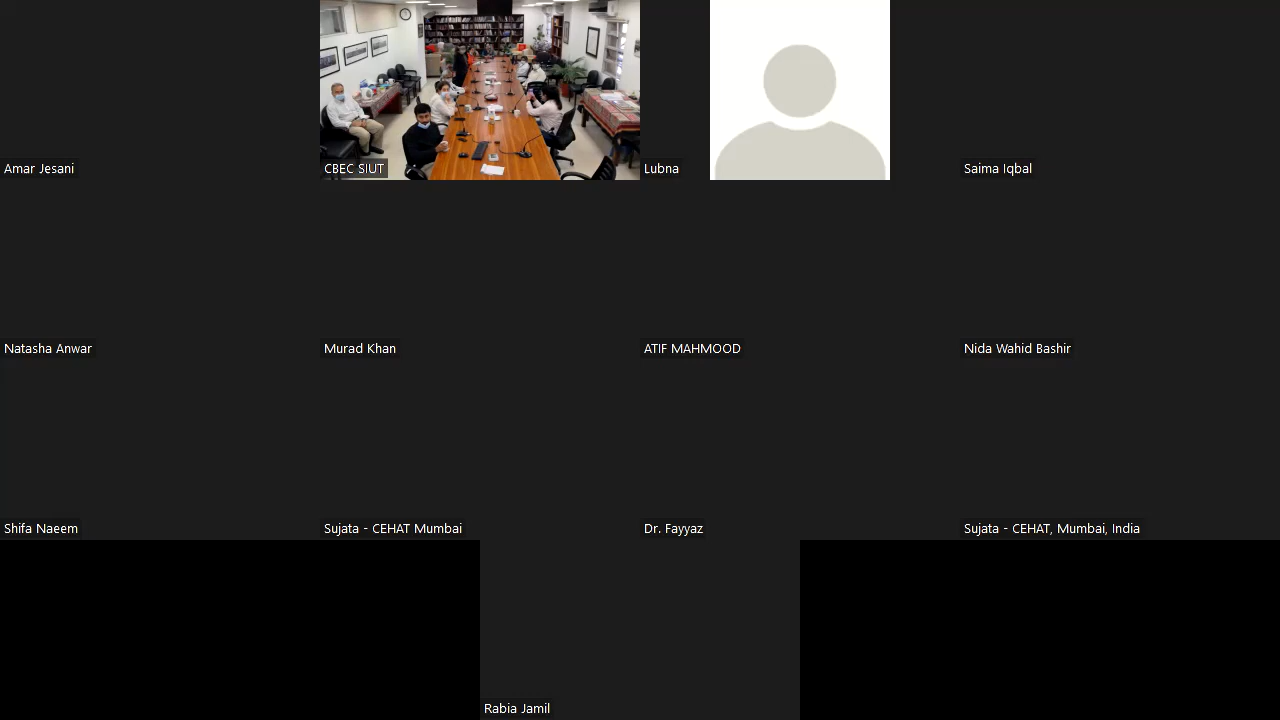 Amar Jesani
CBEC SIUT
Lubna
Saima Iqbal
Natasha Anwar
Murad Khan
ATIF MAHMOOD
Nida Wahid Bashir
Shifa Naeem
Sujata - CEHAT Mumbai
Dr. Fayyaz
Sujata - CEHAT, Mumbai, India
Rabia Jamil